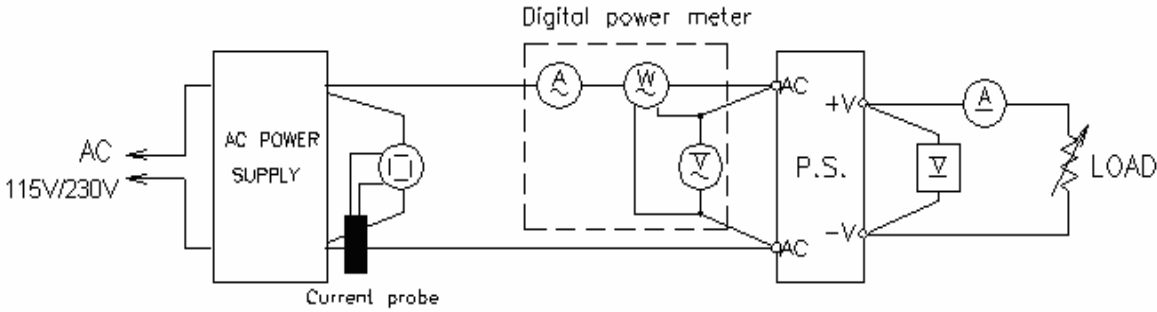 Digital power meter
A
W
V
AC POWER
SUPPLY
AC
115V/230V
Current probe
AC
AC
P.S.
+V
-V
A
V
LOAD